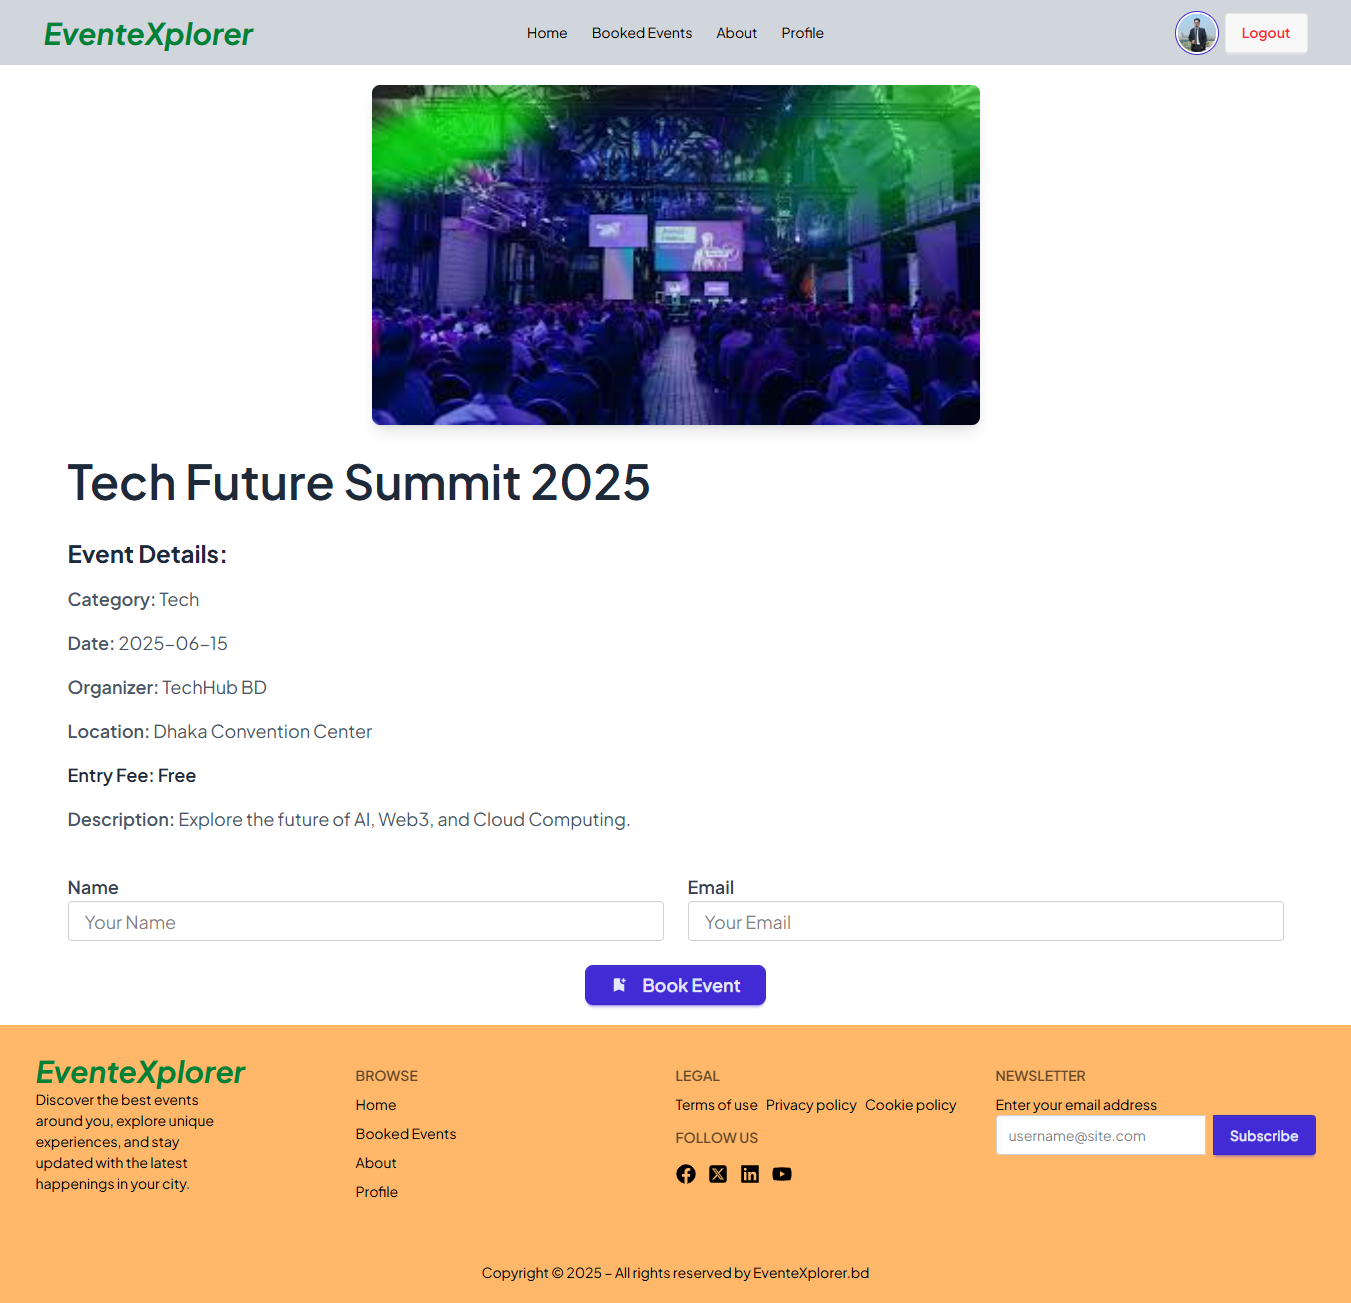 EventeXplorer
Home Booked Events About Profile
Logout
Tech Future Summit 2025
Event Details:
Category: Tech
Date: 2025-06-15
Organizer: TechHub BD
Location: Dhaka Convention Center
Entry Fee: Free
Description: Explore the future of AI, Web3, and Cloud Computing.
Name
Your Name
Email
Your Email
Book Event
EventeXplorer
Discover the best events
around you, explore unique
experiences, and stay
updated with the latest
happenings in your city.
BROWSE
Home
Booked Events
About
Profile
LEGAL
Terms of use Privacy policy Cookie policy
FOLLOW US
NEWSLETTER
Enter your email address
username@site.com
Subscribe
Copyright © 2025 – All rights reserved by EventeXplorer.bd